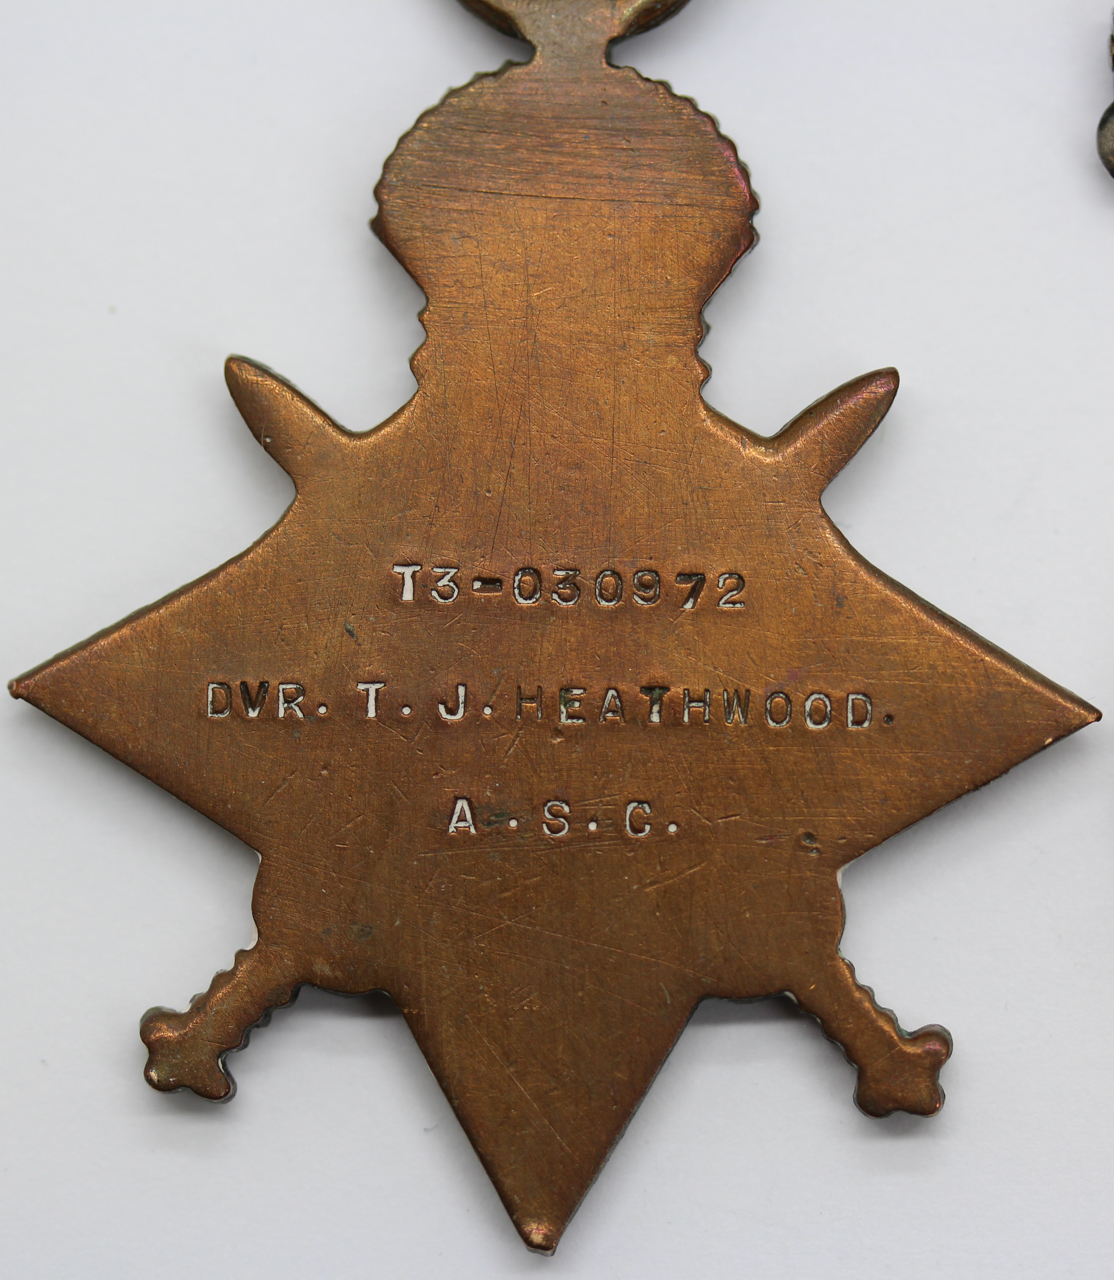 T3-030972
DVR. T. J. HEATHWOOD.
A. S. C.